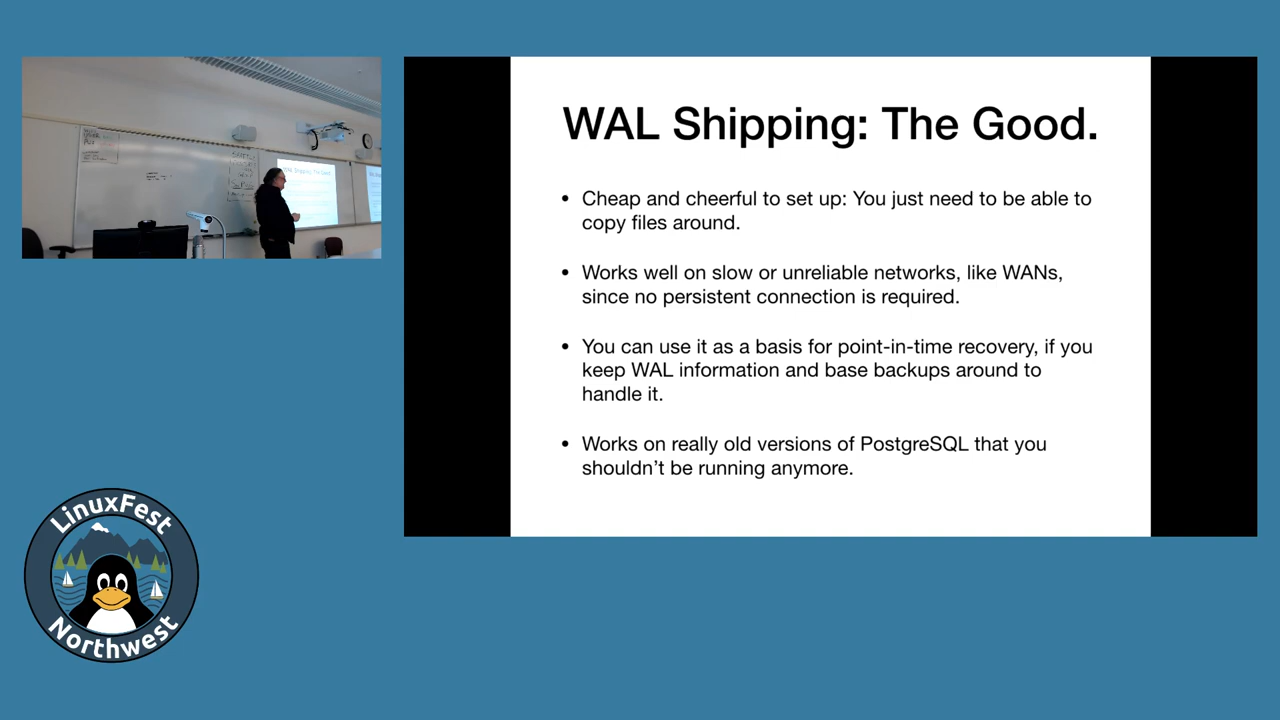 WAL Shipping: The Good.
• Cheap and cheerful to set up: You just need to be able to
copy files around.
• Works well on slow or unreliable networks, like WANs,
since no persistent connection is required.
• You can use it as a basis for point-in-time recovery, if you
keep WAL information and base backups around to
handle it.
• Works on really old versions of PostgreSQL that you
shouldn't be running anymore.
LinuxFest
Northwest